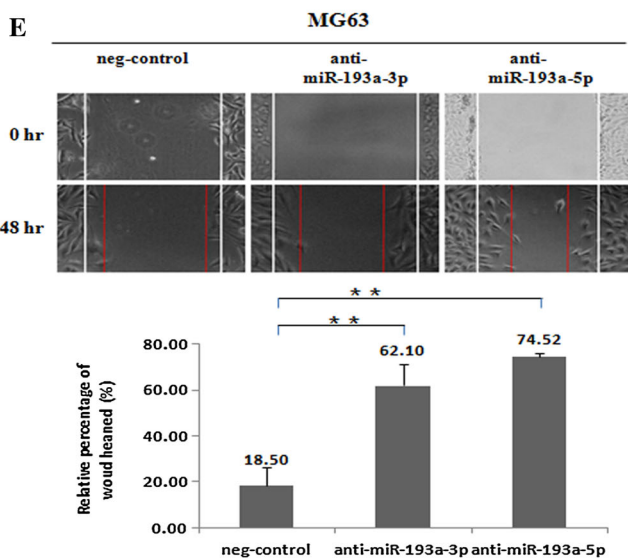 E
MG63
neg-control
anti-
miR-193a-3p
anti-
miR-193a-5p
0 hr
48 hr
**
**
74.52
62.10
18.50
80.00
60.00
40.00
20.00
0.00
Relative percentage of
woud heaned (%)
neg-control
anti-miR-193a-3p
anti-miR-193a-5p